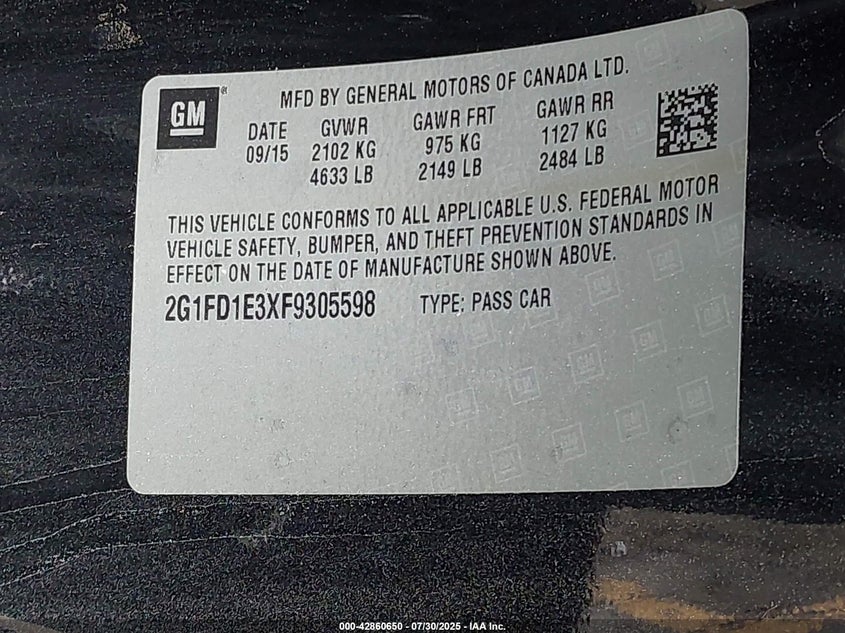 GM®
MFD BY GENERAL MOTORS OF CANADA LTD.
DATE GVWR GAWR FRT GAWR RR
09/15 2102 KG 975 KG 1127 KG
4633 LB 2149 LB 2484 LB
THIS VEHICLE CONFORMS TO ALL APPLICABLE U.S. FEDERAL MOTOR
VEHICLE SAFETY, BUMPER, AND THEFT PREVENTION STANDARDS IN
EFFECT ON THE DATE OF MANUFACTURE SHOWN ABOVE.
2G1FD1E3XF9305598 TYPE: PASS CAR
000-42860650 - 07/30/2025 - IAA Inc.